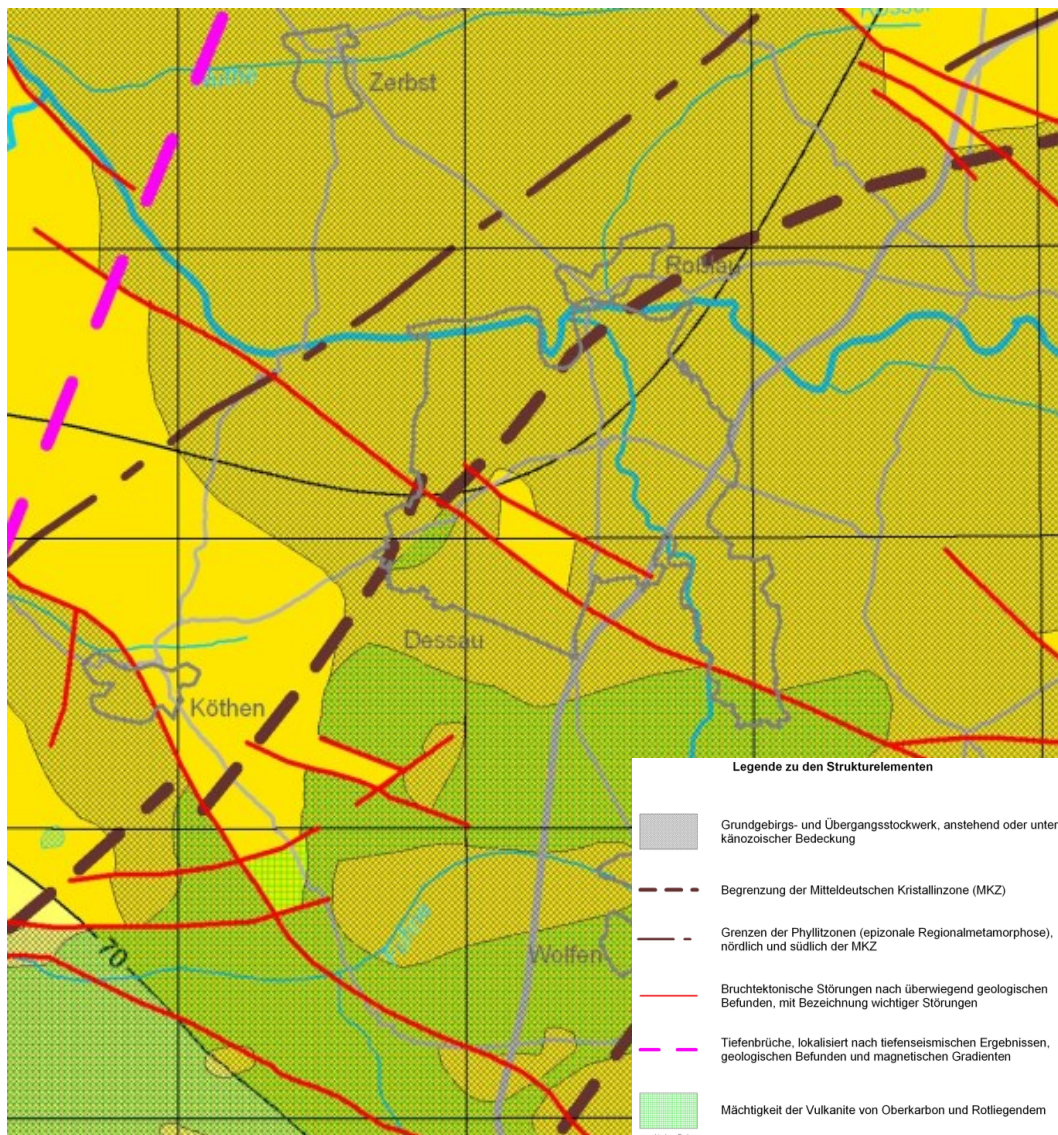 Rossel
Nuthe
Zerbst
Roßlau
Dessau
Köthen
70
Fuhne
Wolfen
Legende zu den Strukturelementen
Grundgebirgs- und Übergangsstockwerk, anstehend oder unter
känozoischer Bedeckung
Begrenzung der Mitteldeutschen Kristallinzone (MKZ)
Grenzen der Phyllitzonen (epizonale Regionalmetamorphose),
nördlich und südlich der MKZ
Bruchtektonische Störungen nach überwiegend geologischen
Befunden, mit Bezeichnung wichtiger Störungen
Tiefenbrüche, lokalisiert nach tiefenseismischen Ergebnissen,
geologischen Befunden und magnetischen Gradienten
Mächtigkeit der Vulkanite von Oberkarbon und Rotliegendem